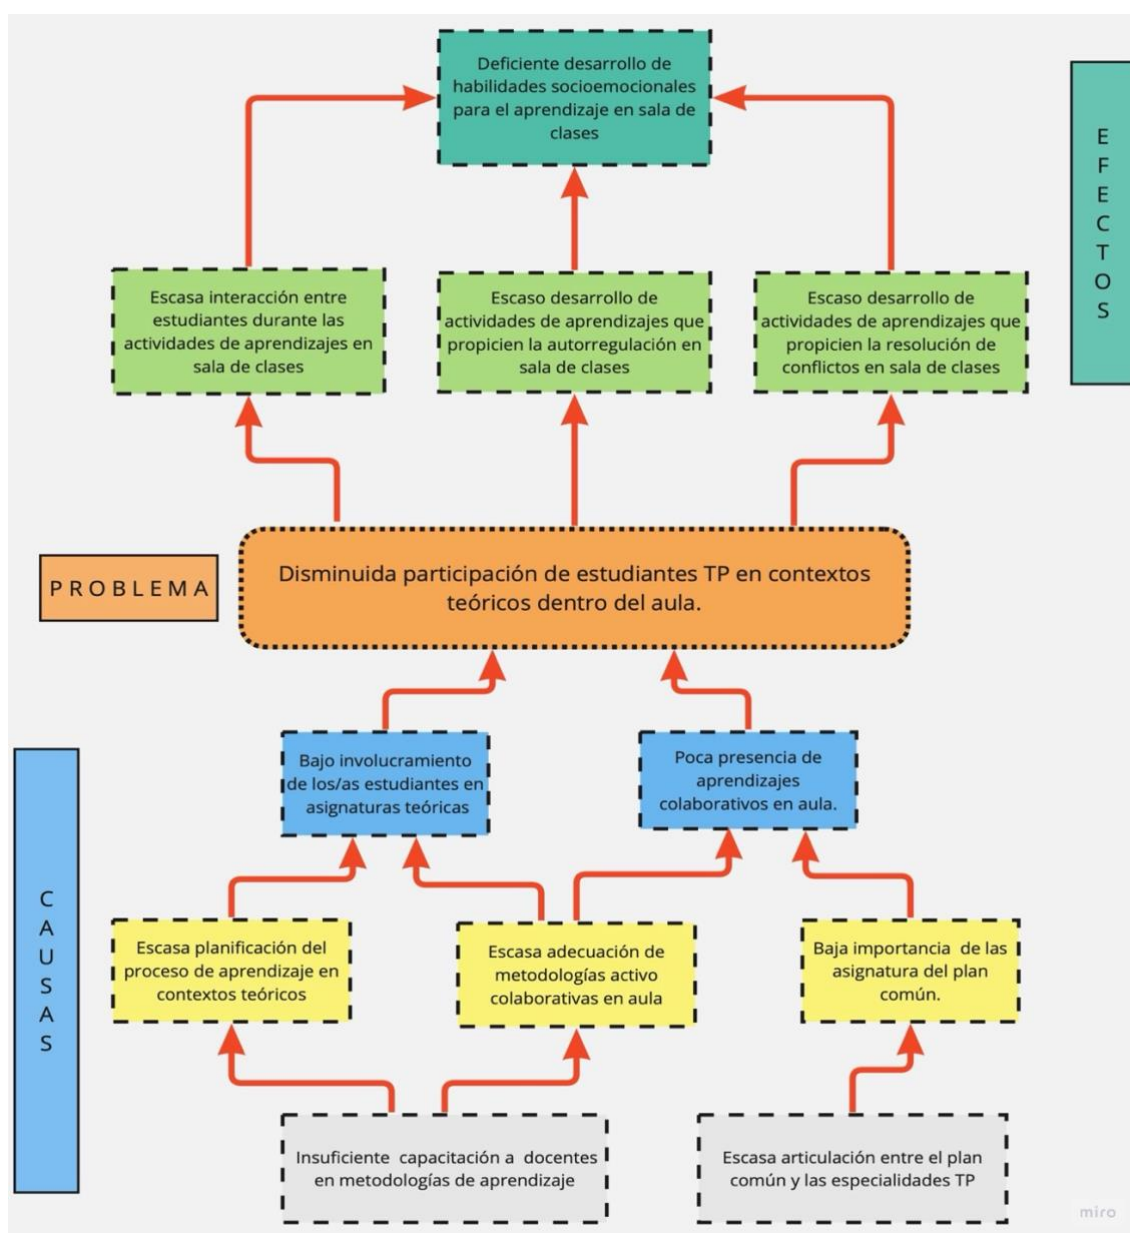 Deficiente desarrollo de
habilidades socioemocionales
para el aprendizaje en sala de
clases
E
F
E
C
T
O
S
Escasa interacción entre
estudiantes durante las
actividades de aprendizajes en
sala de clases
Escaso desarrollo de
actividades de aprendizajes que
propicien la autorregulación en
sala de clases
Escaso desarrollo de
actividades de aprendizajes que
propicien la resolución de
conflictos en sala de clases
P R O B L E M A
Disminuida participación de estudiantes TP en contextos
teóricos dentro del aula.
Bajo involucramiento
de los/as estudiantes en
asignaturas teóricas
Poca presencia de
aprendizajes
colaborativos en aula.
C
A
U
S
A
S
Escasa planificación del
proceso de aprendizaje en
contextos teóricos
Escasa adecuación de
metodologías activo
colaborativas en aula
Baja importancia de las
asignatura del plan
común.
Insuficiente capacitación a docentes
en metodologías de aprendizaje
Escasa articulación entre el plan
común y las especialidades TP
miro